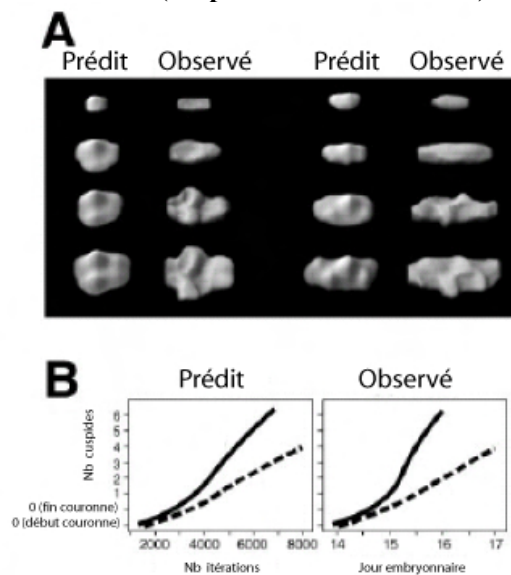 A
Prédit Observé Prédit Observé
B
Prédit Observé
Nb cuspides
6
5
4
3
2
1
0 (fin couronne)
0 (début couronne)
2000 4000 6000 8000 14 15 16 17
Nb itérations Jour embryonnaire